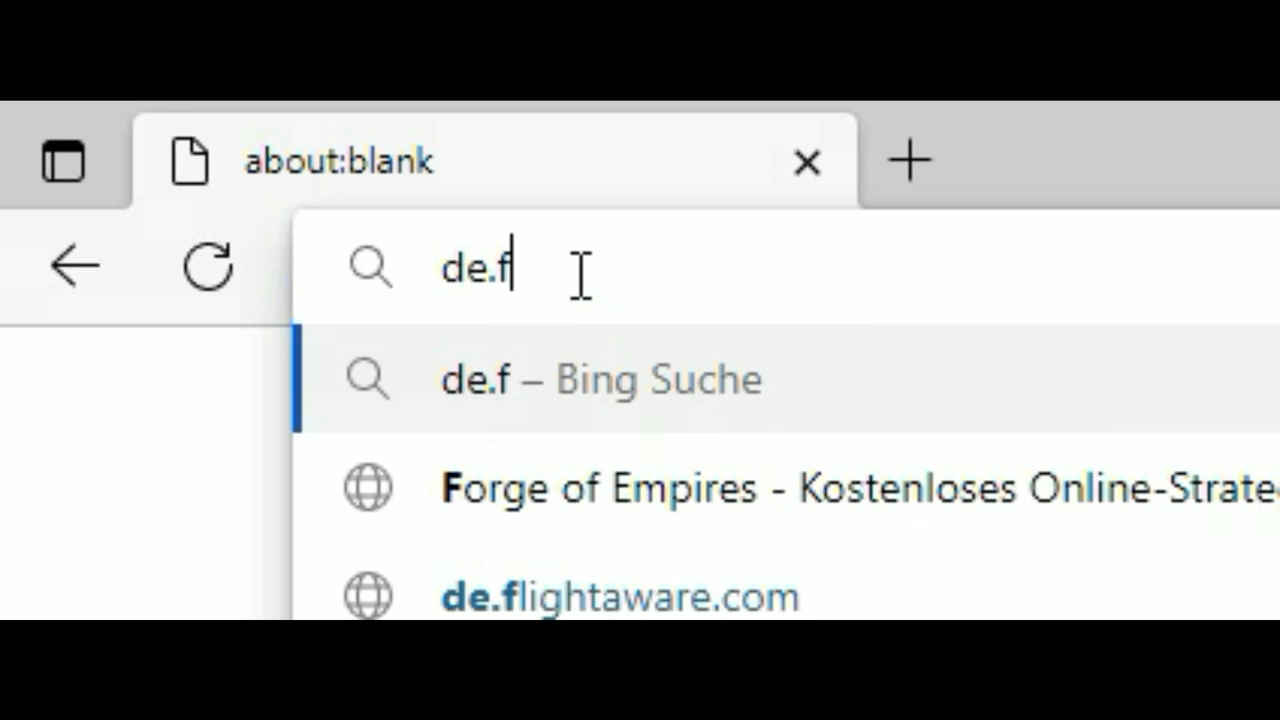 about:blank
de.f
de.f – Bing Suche
Forge of Empires - Kostenloses Online-Strate
de.flightaware.com